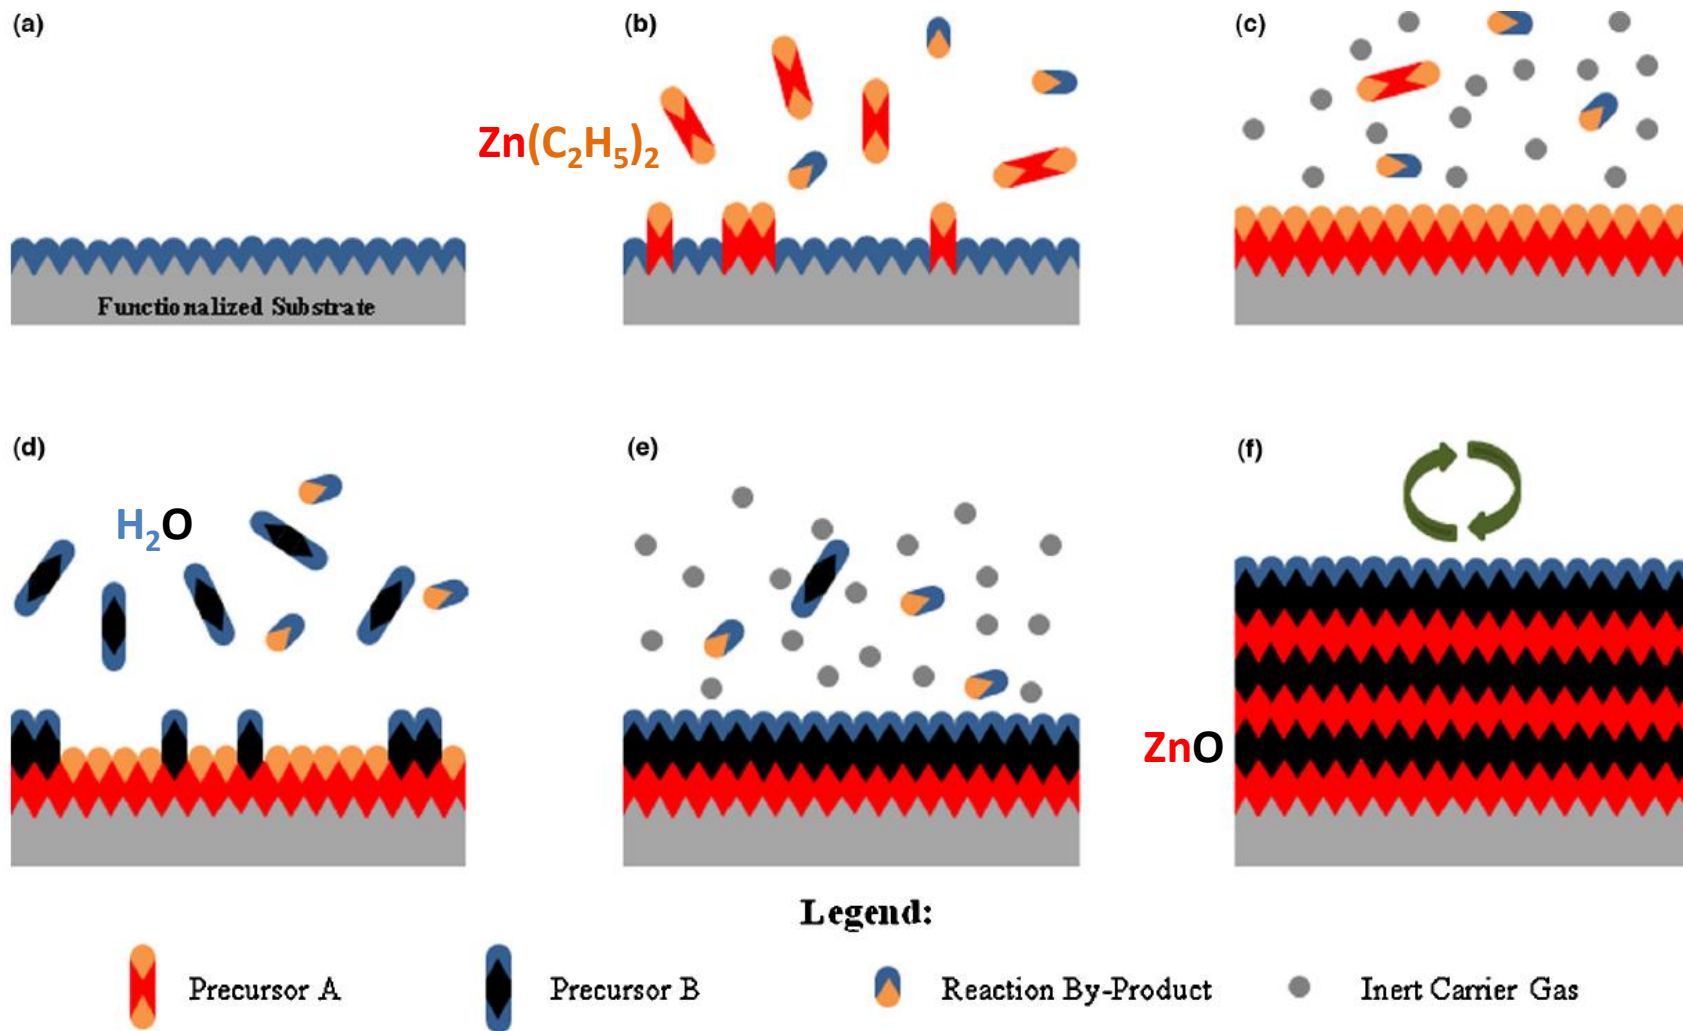 (a)
(b)
(c)
Zn(C₂H₅)₂
Functionalized Substrate
(d)
(e)
(f)
H₂O
ZnO
Legend:
Precursor A
Precursor B
Reaction By-Product
Inert Carrier Gas